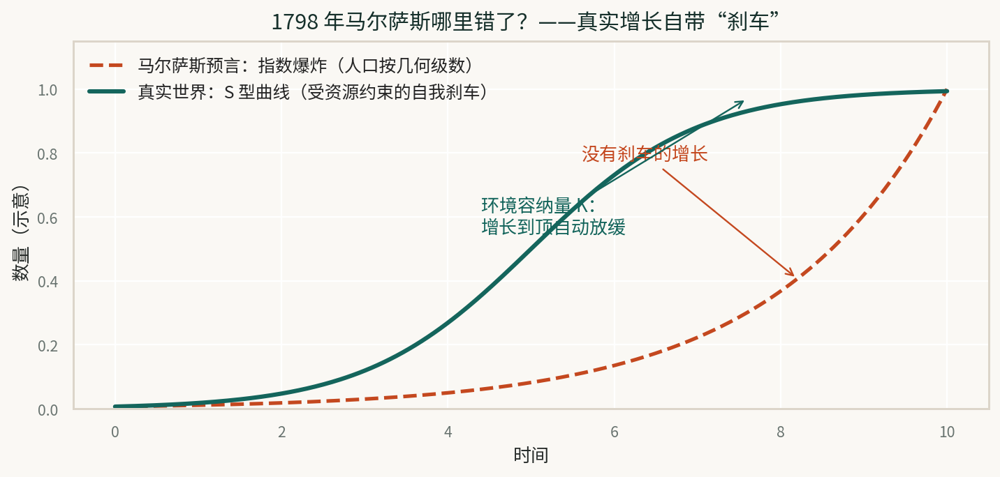 1798 年马尔萨斯哪里错了？——真实增长自带“刹车”
马尔萨斯预言：指数爆炸（人口按几何级数）
真实世界：S 型曲线（受资源约束的自我刹车）
没有刹车的增长
环境容纳量 K：
增长到顶自动放缓
数量（示意）
1.0
0.8
0.6
0.4
0.2
0.0
0
2
4
6
8
10
时间